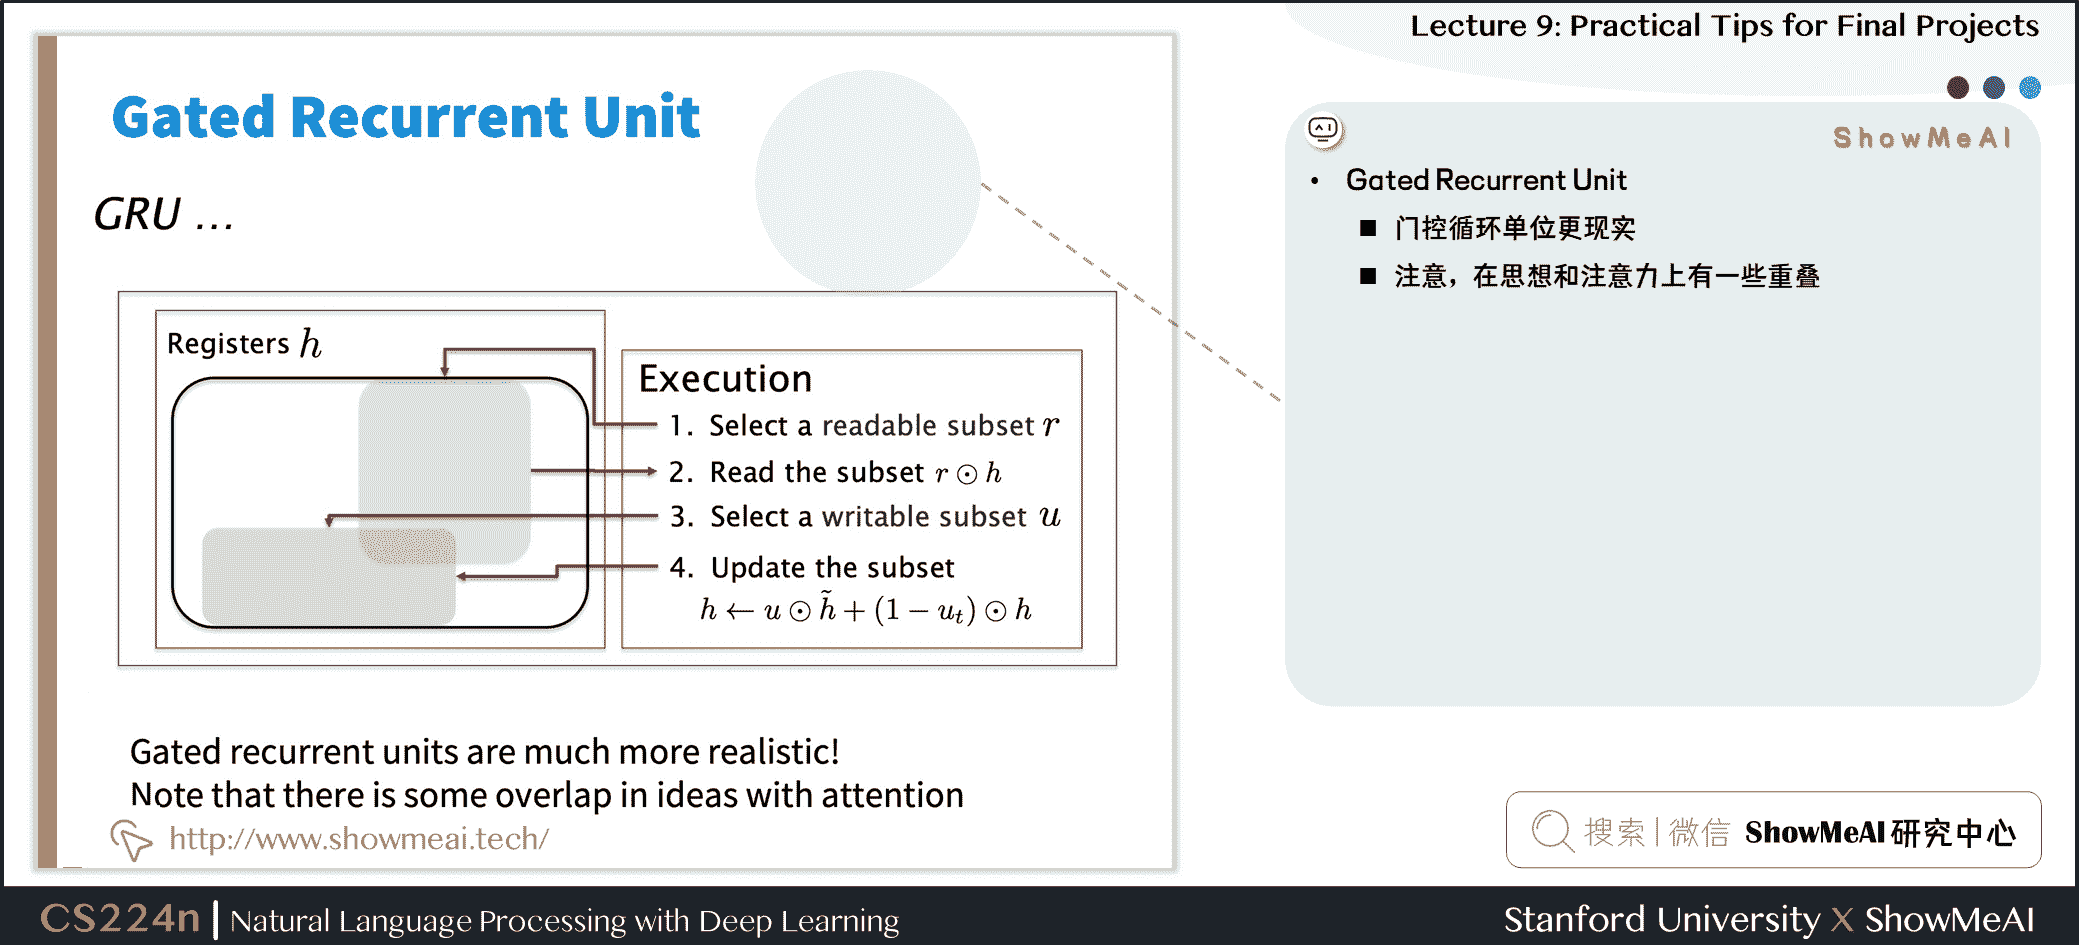 Lecture 9: Practical Tips for Final Projects
Gated Recurrent Unit
GRU ...
Registers h
Execution
1. Select a readable subset r
2. Read the subset r ⊙ h
3. Select a writable subset u
4. Update the subset
h ← u ⊙ h̃ + (1 − u_t) ⊙ h
Gated recurrent units are much more realistic!
Note that there is some overlap in ideas with attention
http://www.showmeai.tech/
ShowMeAI
• Gated Recurrent Unit
■ 门控循环单位更现实
■ 注意，在思想和注意力上有一些重叠
搜索|微信 ShowMeAI研究中心
CS224n | Natural Language Processing with Deep Learning
Stanford University X ShowMeAI